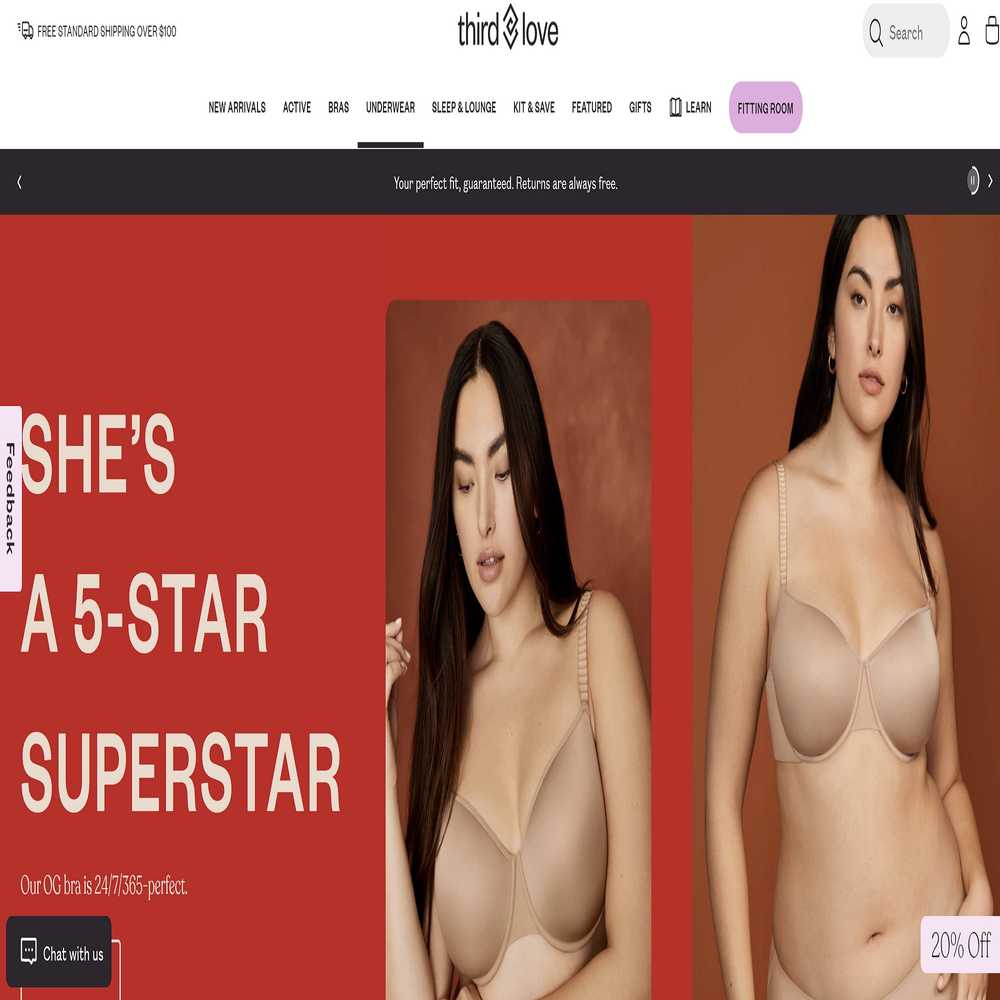 FREE STANDARD SHIPPING OVER $100
third love
Search
NEW ARRIVALS ACTIVE BRAS UNDERWEAR SLEEP & LOUNGE KIT & SAVE FEATURED GIFTS LEARN FITTING ROOM
Your perfect fit, guaranteed. Returns are always free.
SHE'S
A 5-STAR
SUPERSTAR
Our OG bra is 24/7/365-perfect.
Feedback
Chat with us
20% Off